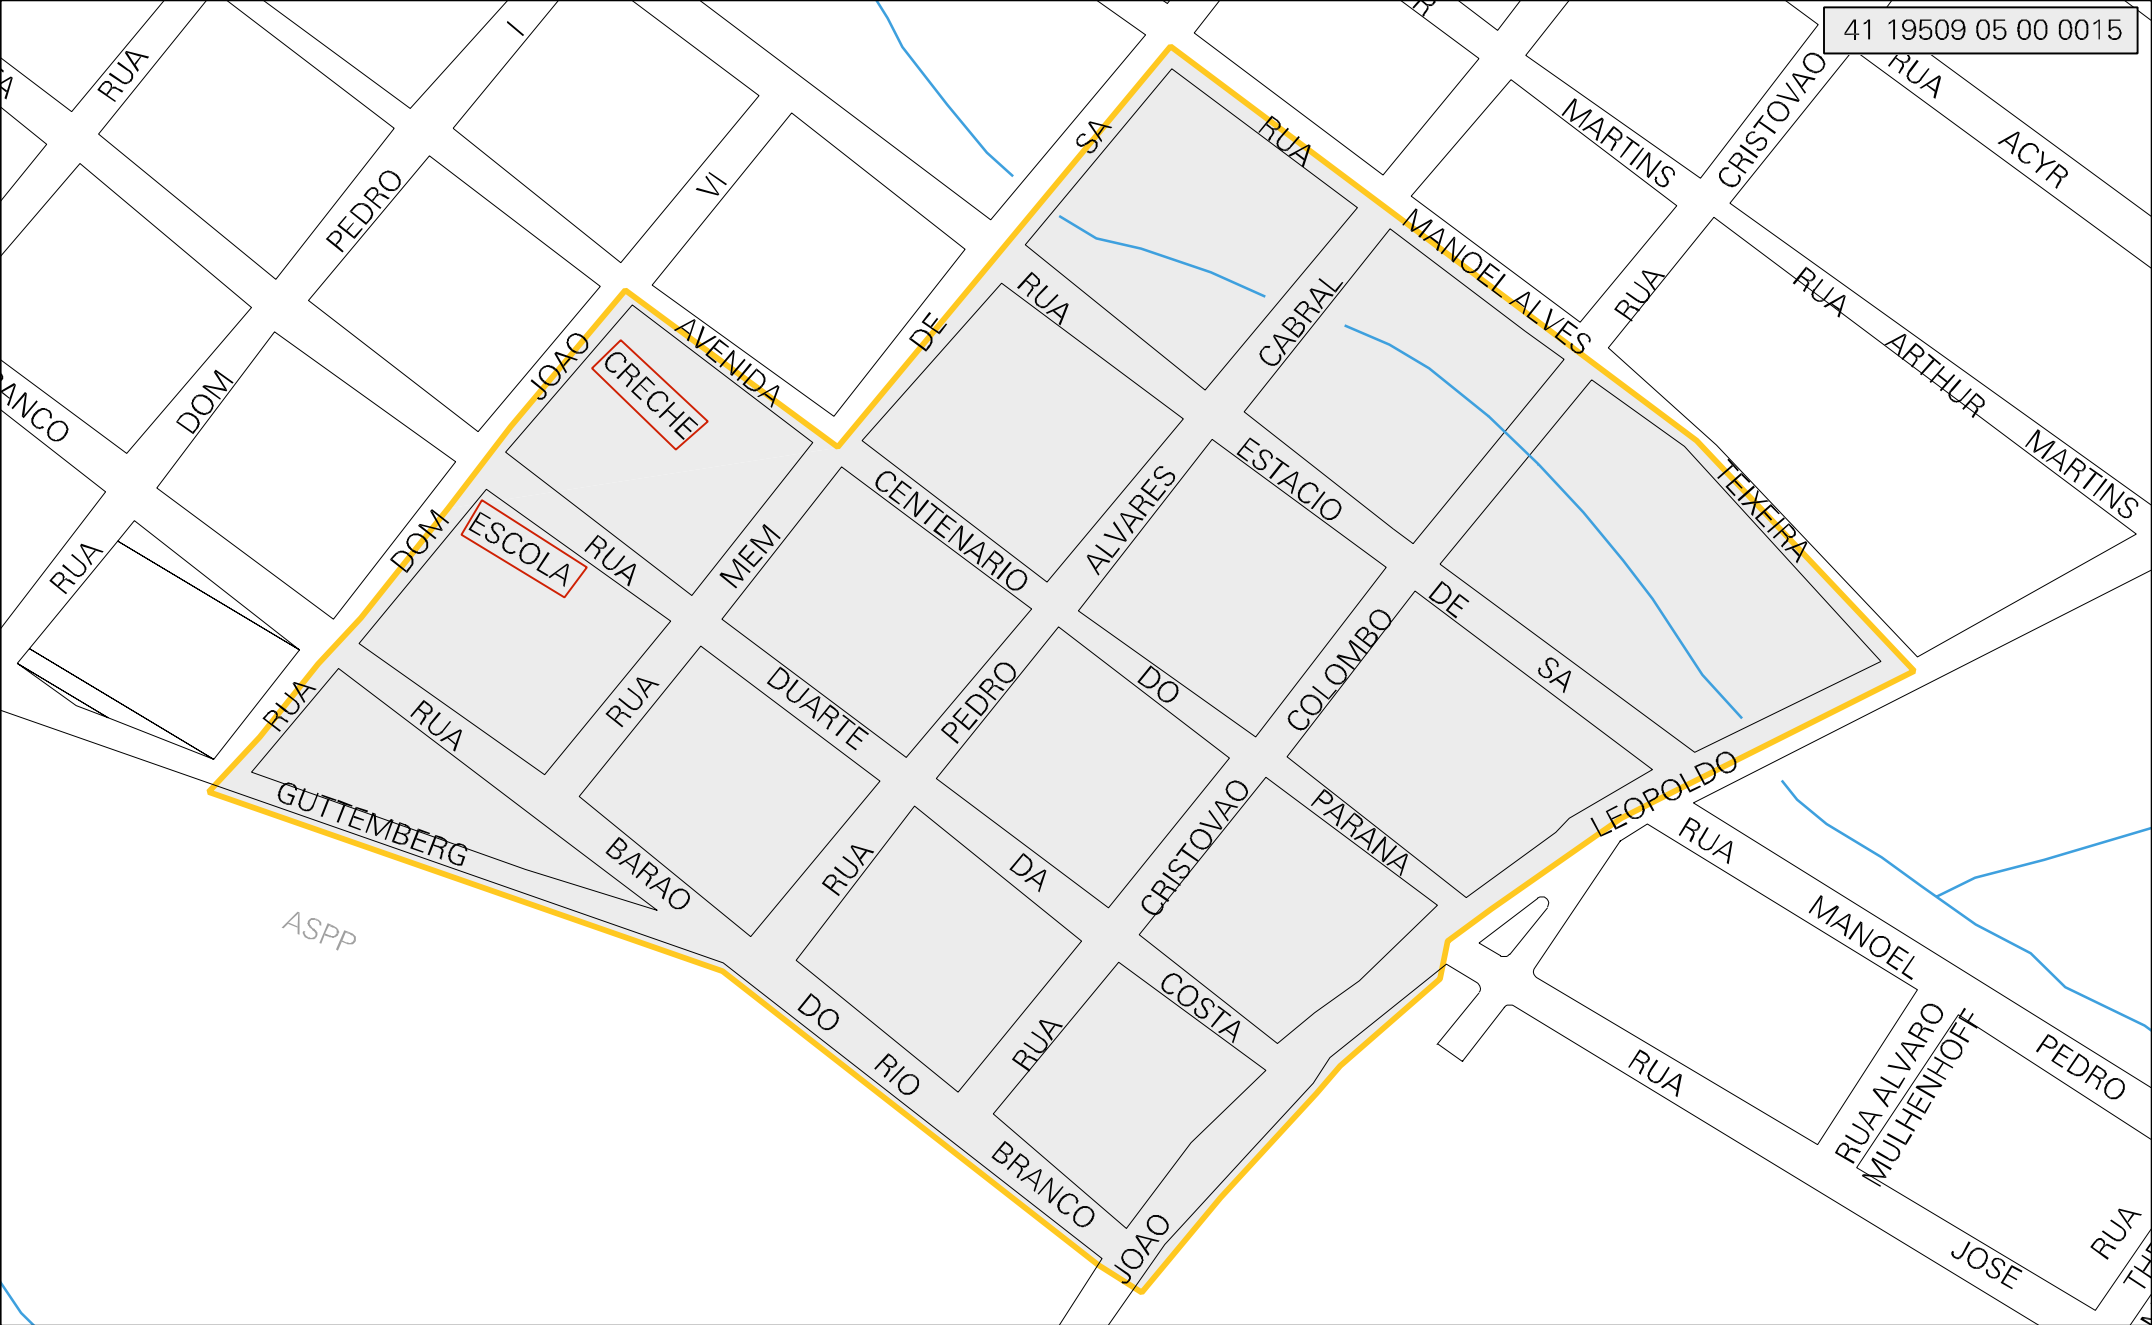 41 19509 05 00 0015
RUA
I
VI
PEDRO
DOM
RUA
SA
DE
RUA
MANOEL ALVES
TEIXEIRA
MARTINS
CRISTOVAO
RUA
RUA
ACYR
RUA
ARTHUR
MARTINS
JOAO
DOM
RUA
AVENIDA
CENTENARIO
DO
PARANA
CRECHE
ESCOLA
RUA
DUARTE
DA
COSTA
RUA
ESTACIO
DE
SA
CABRAL
ALVARES
PEDRO
RUA
MEM
RUA
COLOMBO
CRISTOVAO
RUA
RUA
BARAO
DO
RIO
BRANCO
GUTTEMBERG
ASPP
LEOPOLDO
JOAO
RUA
MANOEL
PEDRO
RUA ALVARO
MULHENHOFF
RUA
JOSE
RUA